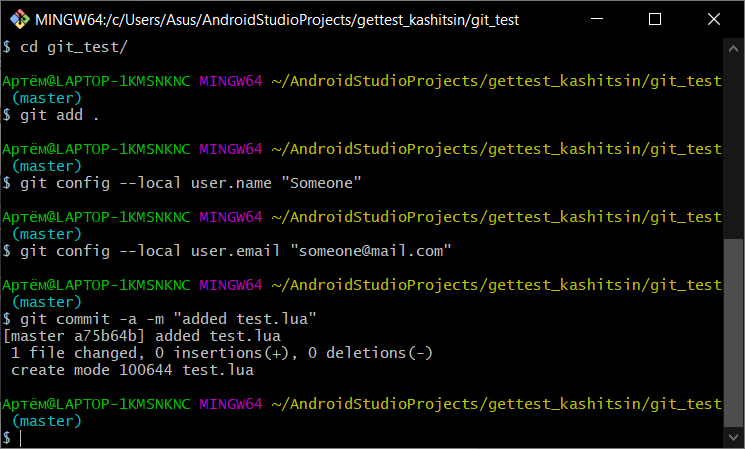 MINGW64:/c/Users/Asus/AndroidStudioProjects/gettest_kashitsin/git_test
$ cd git_test/
Артём@LAPTOP-1KMSNKNC MINGW64 ~/AndroidStudioProjects/gettest_kashitsin/git_test
(master)
$ git add .
Артём@LAPTOP-1KMSNKNC MINGW64 ~/AndroidStudioProjects/gettest_kashitsin/git_test
(master)
$ git config --local user.name "Someone"
Артём@LAPTOP-1KMSNKNC MINGW64 ~/AndroidStudioProjects/gettest_kashitsin/git_test
(master)
$ git config --local user.email "someone@mail.com"
Артём@LAPTOP-1KMSNKNC MINGW64 ~/AndroidStudioProjects/gettest_kashitsin/git_test
(master)
$ git commit -a -m "added test.lua"
[master a75b64b] added test.lua
1 file changed, 0 insertions(+), 0 deletions(-)
create mode 100644 test.lua
Артём@LAPTOP-1KMSNKNC MINGW64 ~/AndroidStudioProjects/gettest_kashitsin/git_test
(master)
$